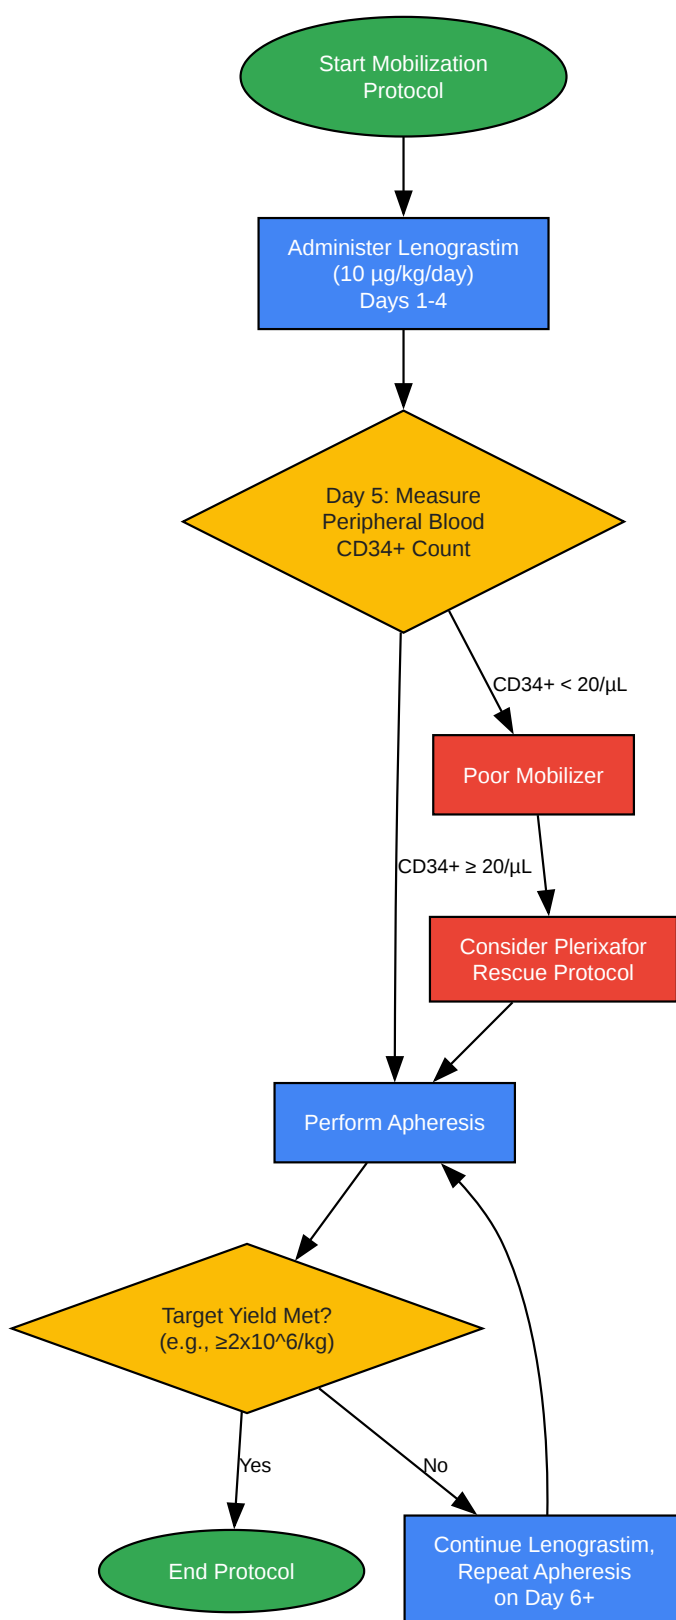 Start Mobilization
Protocol
Administer Lenograstim
(10 µg/kg/day)
Days 1-4
Day 5: Measure
Peripheral Blood
CD34+ Count
CD34+ < 20/µL
Poor Mobilizer
CD34+ ≥ 20/µL
Consider Plerixafor
Rescue Protocol
Perform Apheresis
Target Yield Met?
(e.g., ≥2x10^6/kg)
Yes
No
End Protocol
Continue Lenograstim,
Repeat Apheresis
on Day 6+